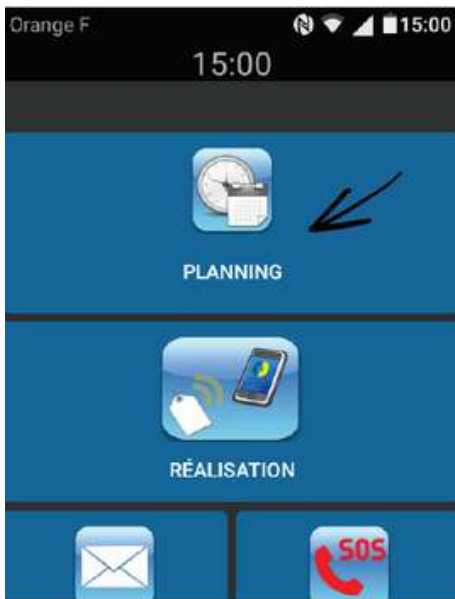 Orange F 15:00
15:00
PLANNING
RÉALISATION
SOS